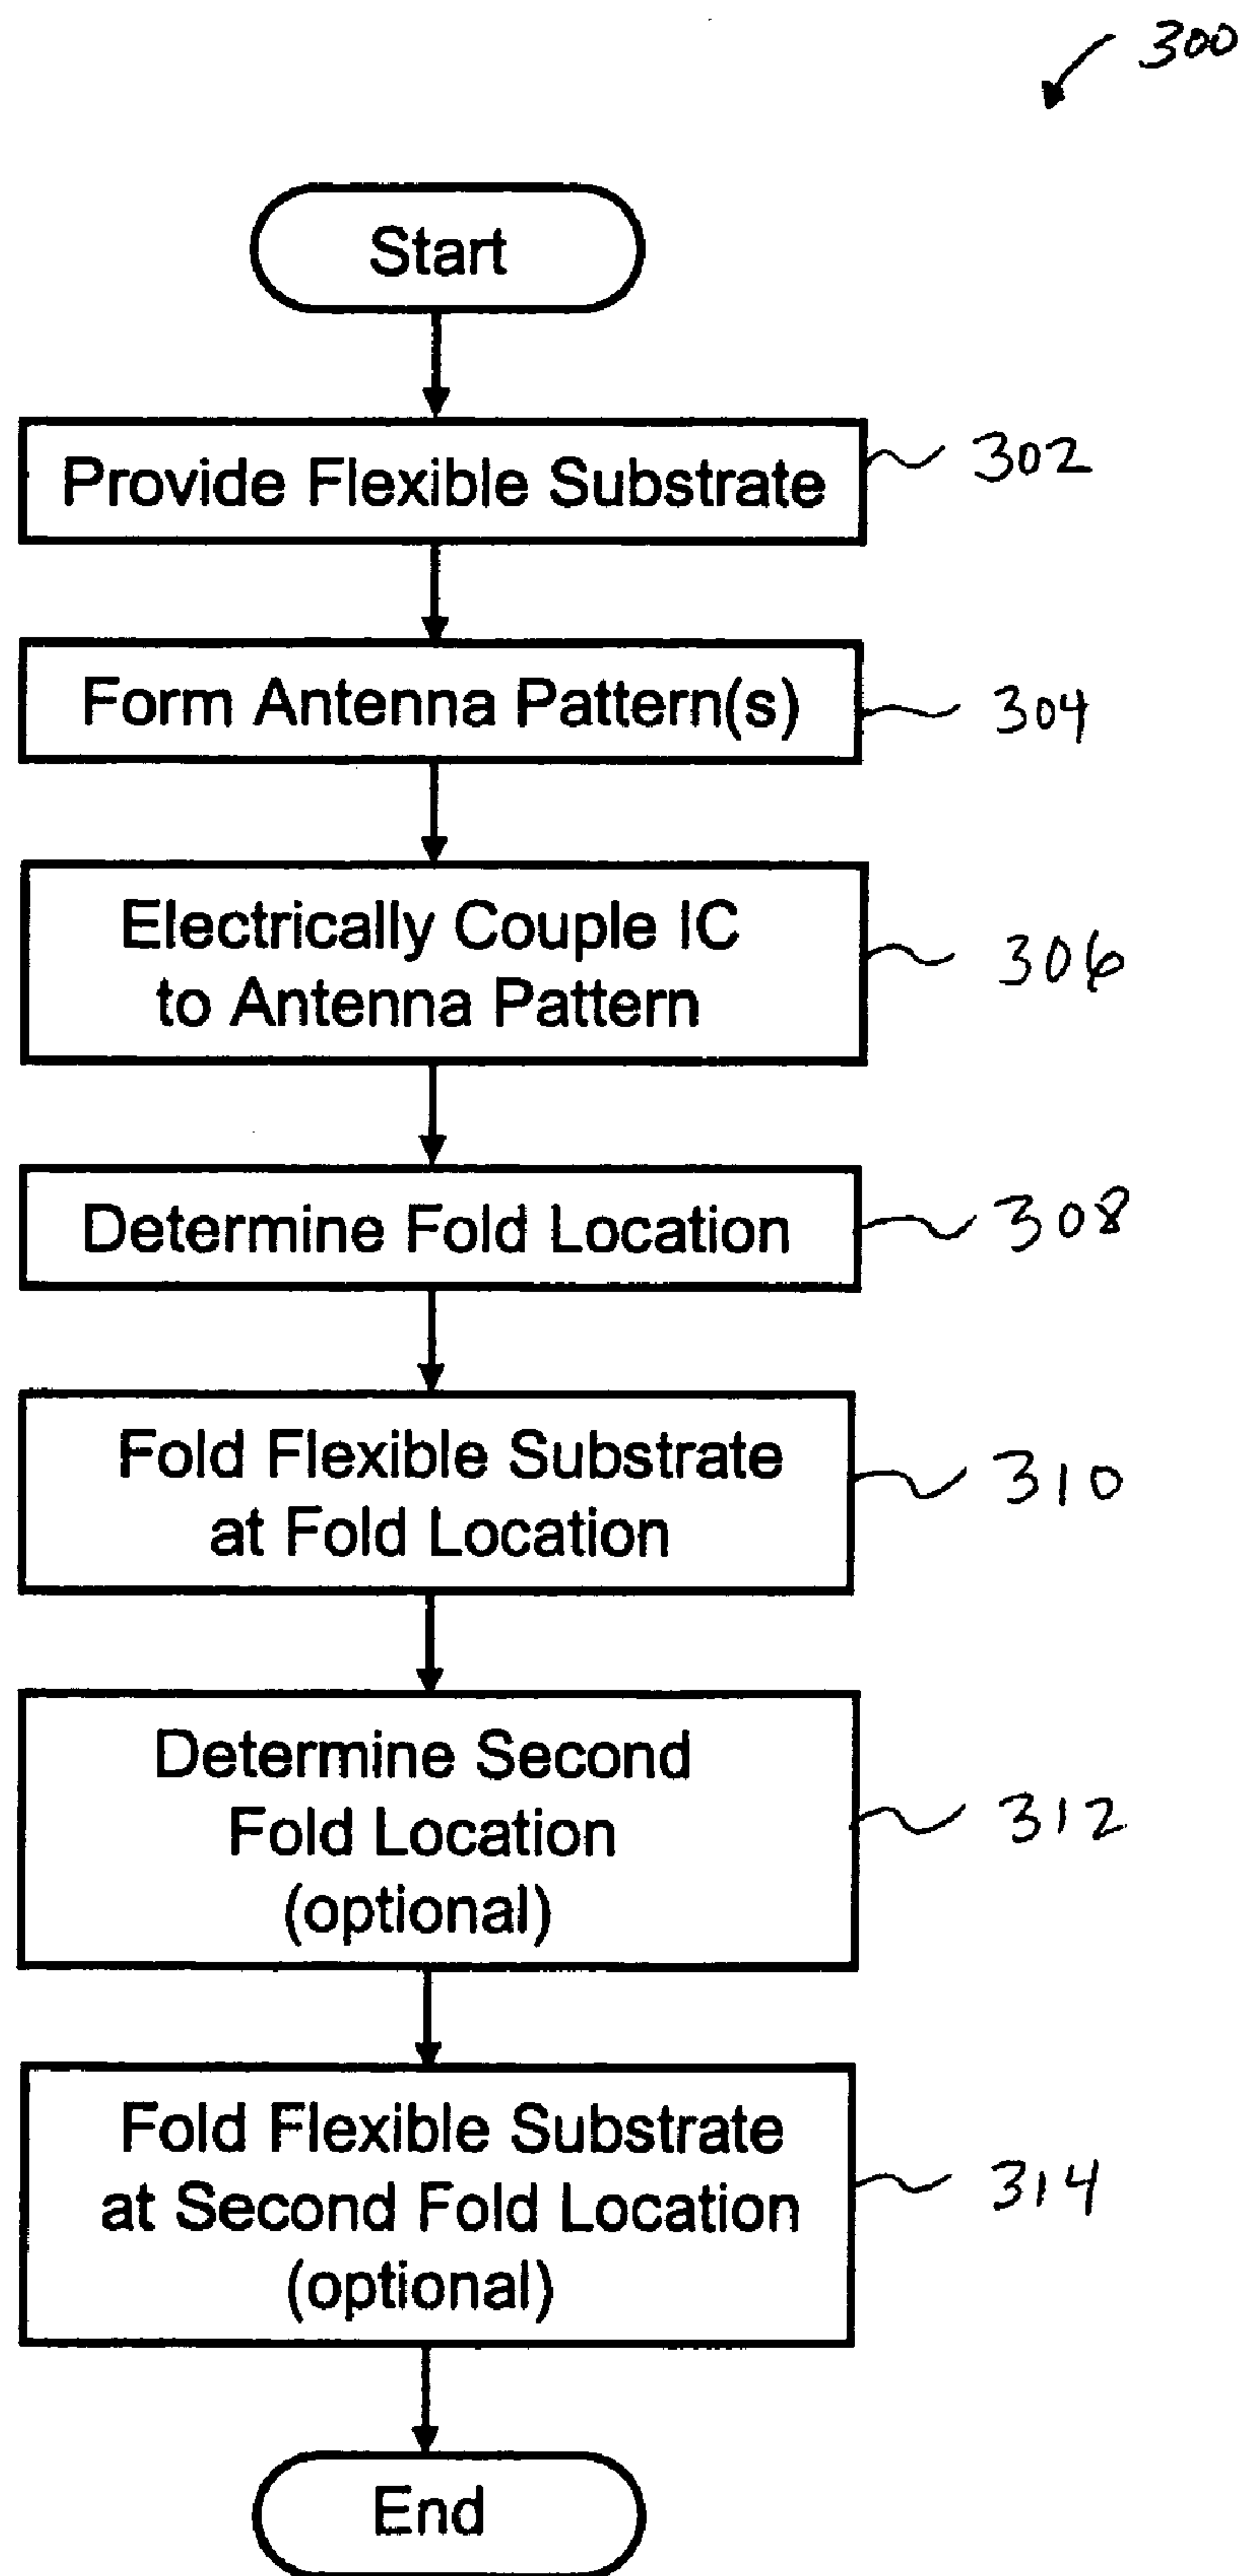 300
Start
Provide Flexible Substrate
302
Form Antenna Pattern(s)
304
Electrically Couple IC
to Antenna Pattern
306
Determine Fold Location
308
Fold Flexible Substrate
at Fold Location
310
Determine Second
Fold Location
(optional)
312
Fold Flexible Substrate
at Second Fold Location
(optional)
314
End